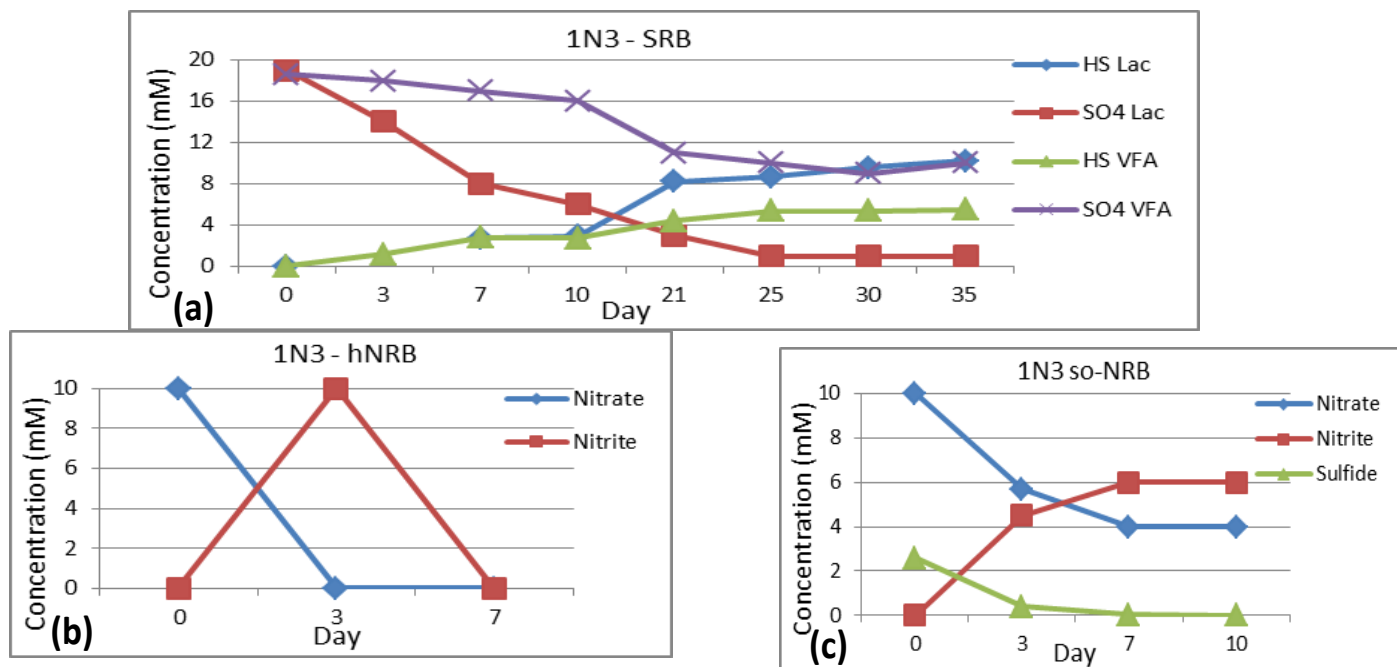 1N3 - SRB
Concentration (mM)
20
16
12
8
4
0
0 3 7 10 21 25 30 35
Day
HS Lac
SO4 Lac
HS VFA
SO4 VFA
(a)
1N3 - hNRB
Concentration (mM)
10
8
6
4
2
0
0 3 7
Day
Nitrate
Nitrite
(b)
1N3 so-NRB
Concentration (mM)
10
8
6
4
2
0
0 3 7 10
Day
Nitrate
Nitrite
Sulfide
(c)